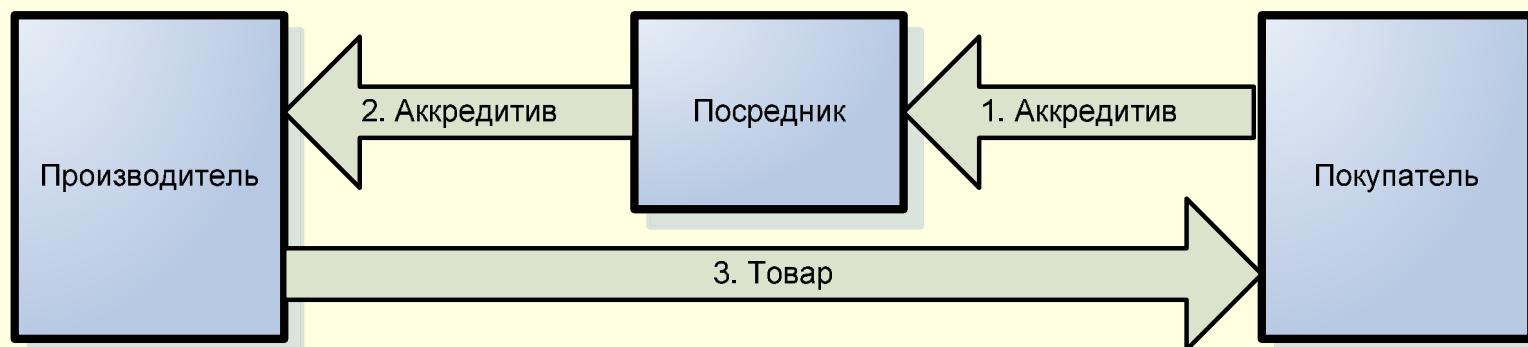 Производитель
2. Аккредитив
Посредник
1. Аккредитив
Покупатель
3. Товар